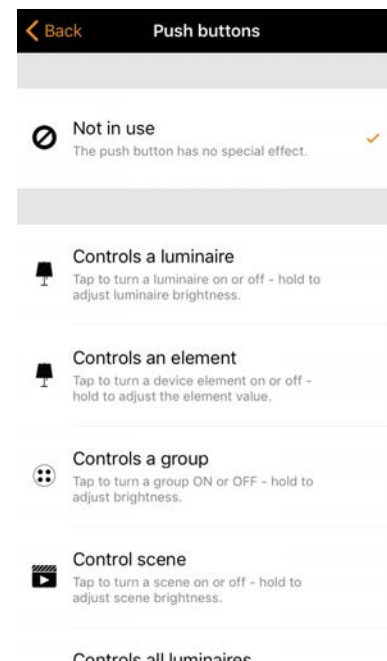 Back
Push buttons
Not in use
The push button has no special effect.
Controls a luminaire
Tap to turn a luminaire on or off - hold to
adjust luminaire brightness.
Controls an element
Tap to turn a device element on or off -
hold to adjust the element value.
Controls a group
Tap to turn a group ON or OFF - hold to
adjust brightness.
Control scene
Tap to turn a scene on or off - hold to
adjust scene brightness.
Controls all luminaires